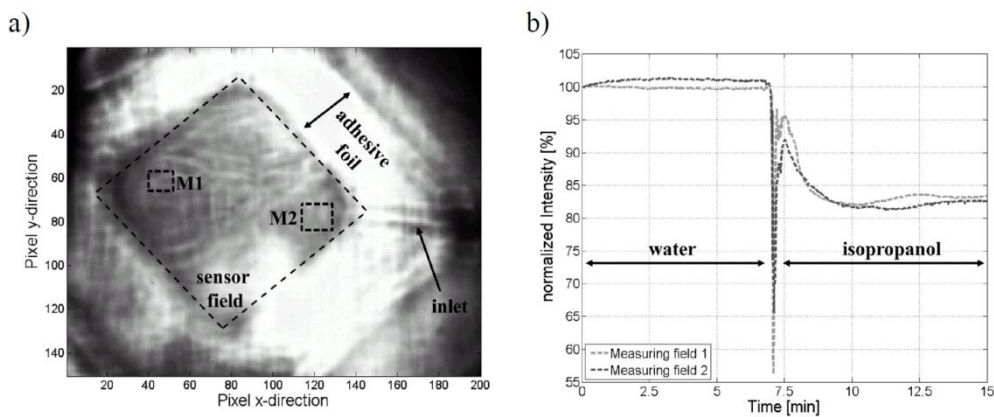 a)
20
40
60
80
100
120
140
Pixel y-direction
20 40 60 80 100 120 140 160 180 200
Pixel x-direction
adhesive
foil
M1
M2
sensor
field
inlet
b)
105
100
95
90
85
80
75
70
65
60
55
normalized Intensity [%]
water
isopropanol
Measuring field 1
Measuring field 2
0 2.5 5 7.5 10 12.5 15
Time [min]